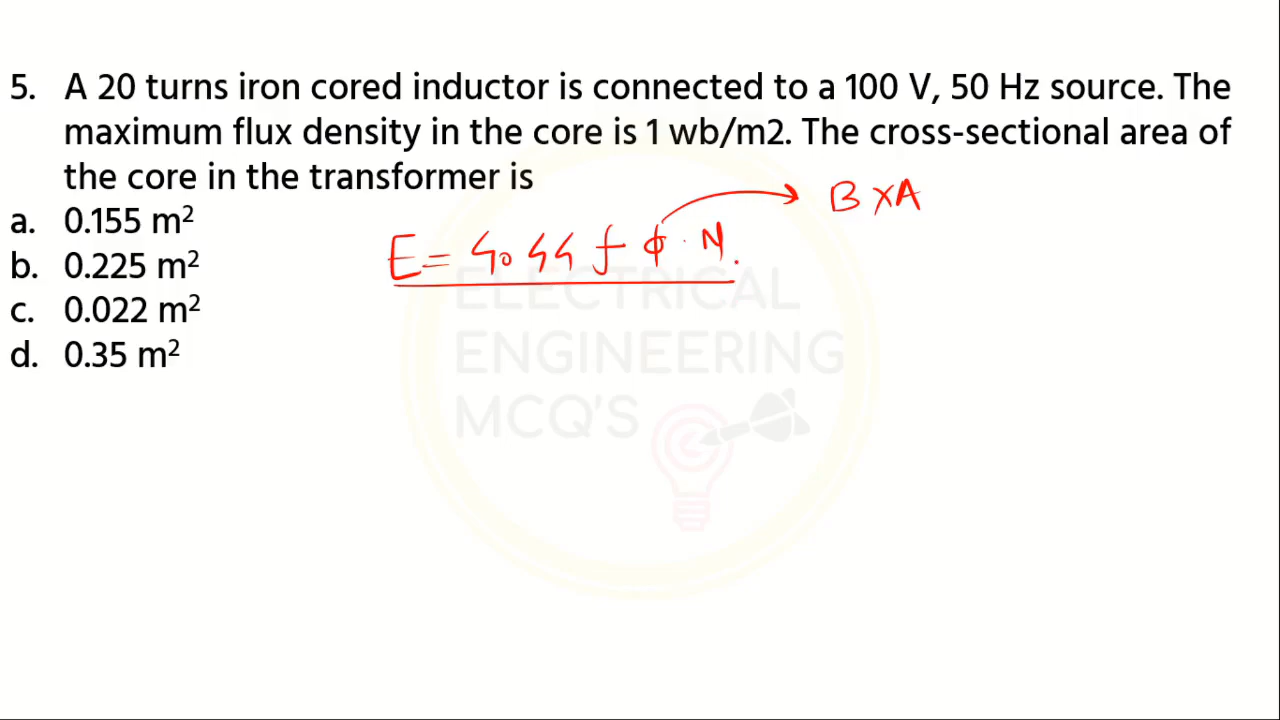 5. A 20 turns iron cored inductor is connected to a 100 V, 50 Hz source. The
maximum flux density in the core is 1 wb/m2. The cross-sectional area of
the core in the transformer is
a. 0.155 m²
b. 0.225 m²
c. 0.022 m²
d. 0.35 m²
B×A
E = 4.44 f ϕ . N.
ELECTRICAL
ENGINEERING
MCQ'S